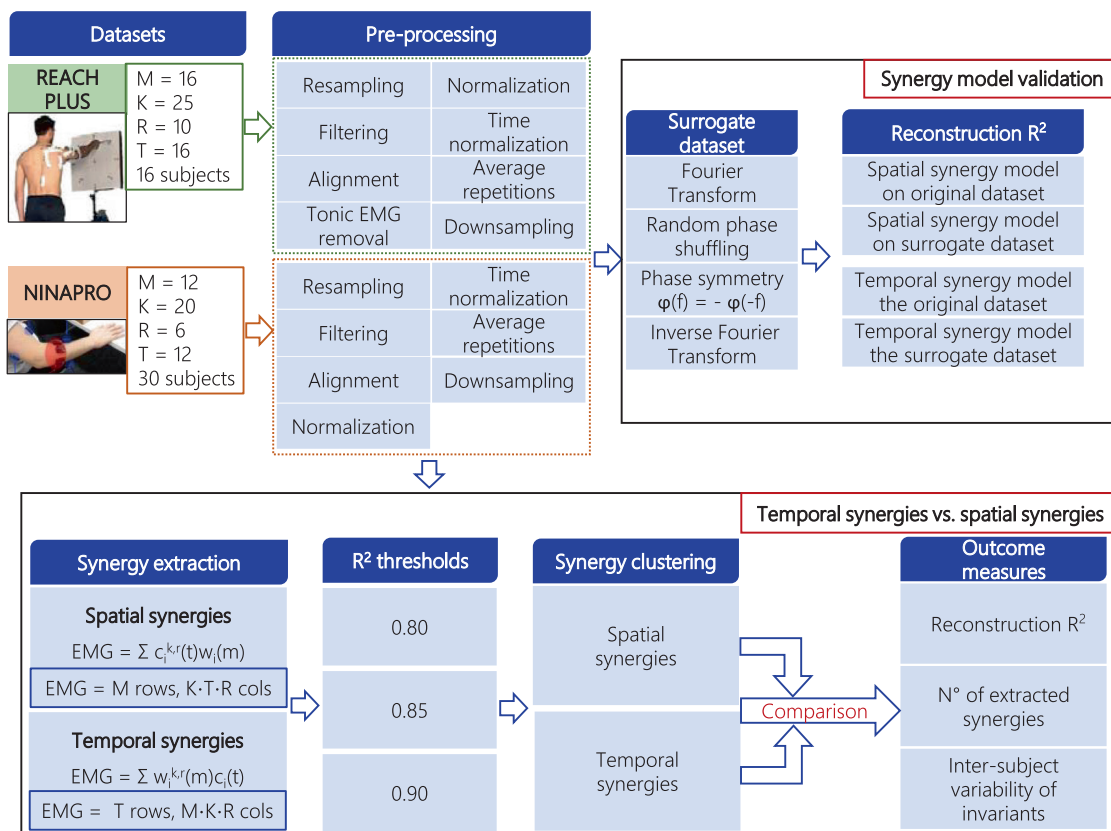 Datasets
REACH
PLUS
M = 16
K = 25
R = 10
T = 16
16 subjects
NINAPRO
M = 12
K = 20
R = 6
T = 12
30 subjects
Pre-processing
Resampling
Normalization
Filtering
Time
normalization
Alignment
Average
repetitions
Tonic EMG
removal
Downsampling
Resampling
Time
normalization
Filtering
Average
repetitions
Alignment
Downsampling
Normalization
Synergy model validation
Surrogate
dataset
Fourier
Transform
Random phase
shuffling
Phase symmetry
φ(f) = - φ(-f)
Inverse Fourier
Transform
Reconstruction R²
Spatial synergy model
on original dataset
Spatial synergy model
on surrogate dataset
Temporal synergy model
the original dataset
Temporal synergy model
the surrogate dataset
Temporal synergies vs. spatial synergies
Synergy extraction
Spatial synergies
EMG = Σ cᵢᵏ,ʳ(t)wᵢ(m)
EMG = M rows, K·T·R cols
Temporal synergies
EMG = Σ wᵢᵏ,ʳ(m)cᵢ(t)
EMG = T rows, M·K·R cols
R² thresholds
0.80
0.85
0.90
Synergy clustering
Spatial
synergies
Temporal
synergies
Comparison
Outcome
measures
Reconstruction R²
N° of extracted
synergies
Inter-subject
variability of
invariants